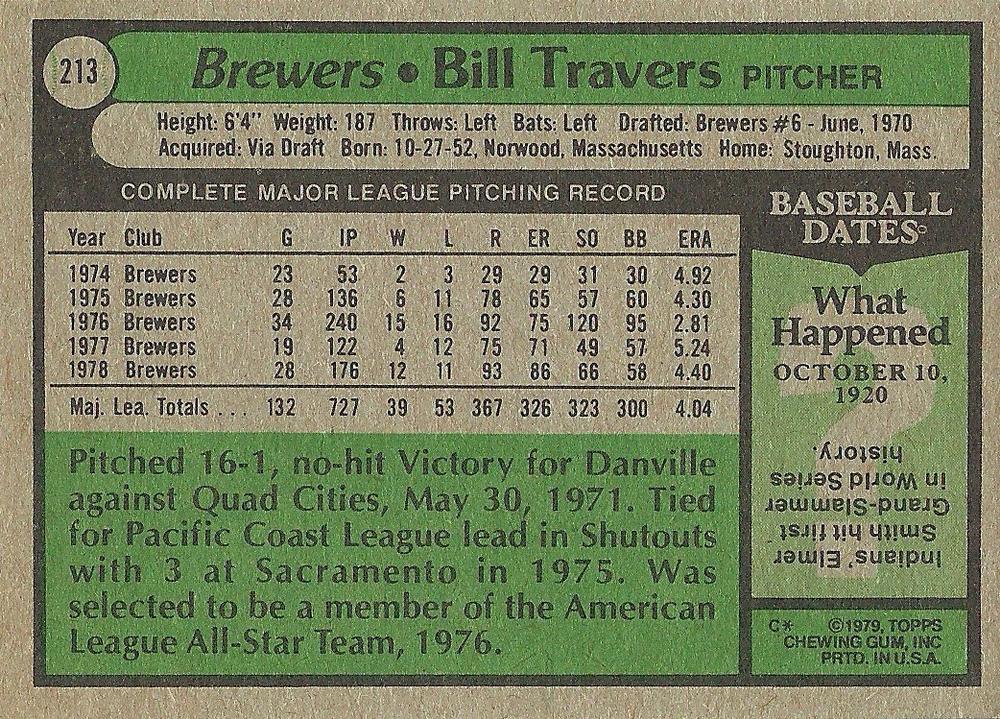 213
Brewers • Bill Travers PITCHER
Height: 6'4" Weight: 187 Throws: Left Bats: Left Drafted: Brewers #6 - June, 1970
Acquired: Via Draft Born: 10-27-52, Norwood, Massachusetts Home: Stoughton, Mass.
COMPLETE MAJOR LEAGUE PITCHING RECORD
Year Club G IP W L R ER SO BB ERA
1974 Brewers 23 53 2 3 29 29 31 30 4.92
1975 Brewers 28 136 6 11 78 65 57 60 4.30
1976 Brewers 34 240 15 16 92 75 120 95 2.81
1977 Brewers 19 122 4 12 75 71 49 57 5.24
1978 Brewers 28 176 12 11 93 86 66 58 4.40
Maj. Lea. Totals ... 132 727 39 53 367 326 323 300 4.04
Pitched 16-1, no-hit Victory for Danville
against Quad Cities, May 30, 1971. Tied
for Pacific Coast League lead in Shutouts
with 3 at Sacramento in 1975. Was
selected to be a member of the American
League All-Star Team, 1976.
BASEBALL
DATES©
What
Happened
OCTOBER 10,
1920
Indians' Elmer
Smith hit first
Grand-Slammer
in World Series
history.
C* ©1979, TOPPS
CHEWING GUM, INC
PRTD. IN U.S.A.